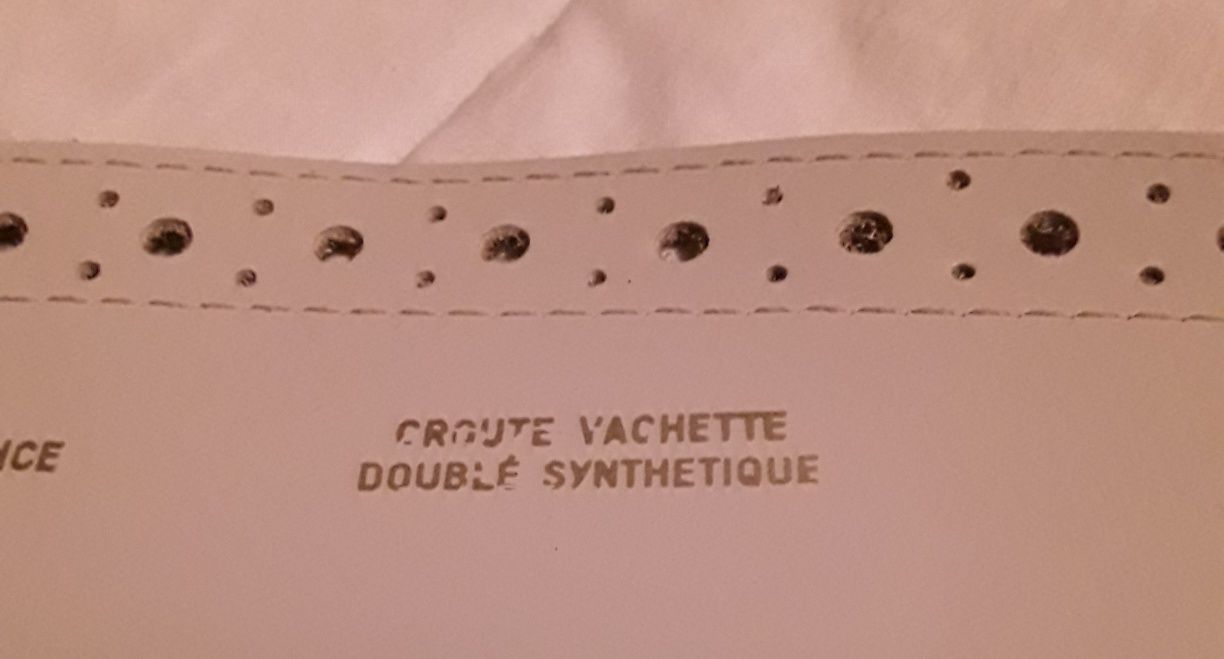 CROUTE VACHETTE
DOUBLÉ SYNTHETIQUE